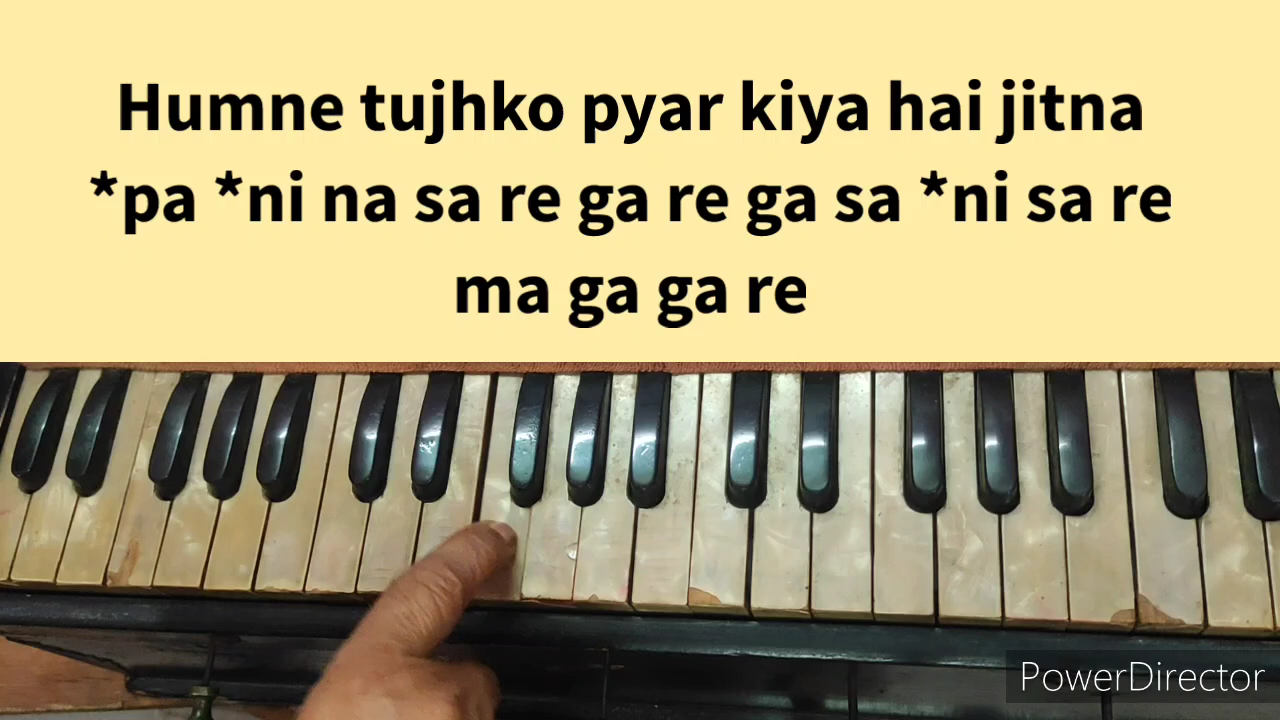 Humne tujhko pyar kiya hai jitna
*pa *ni na sa re ga re ga sa *ni sa re
ma ga ga re
PowerDirector